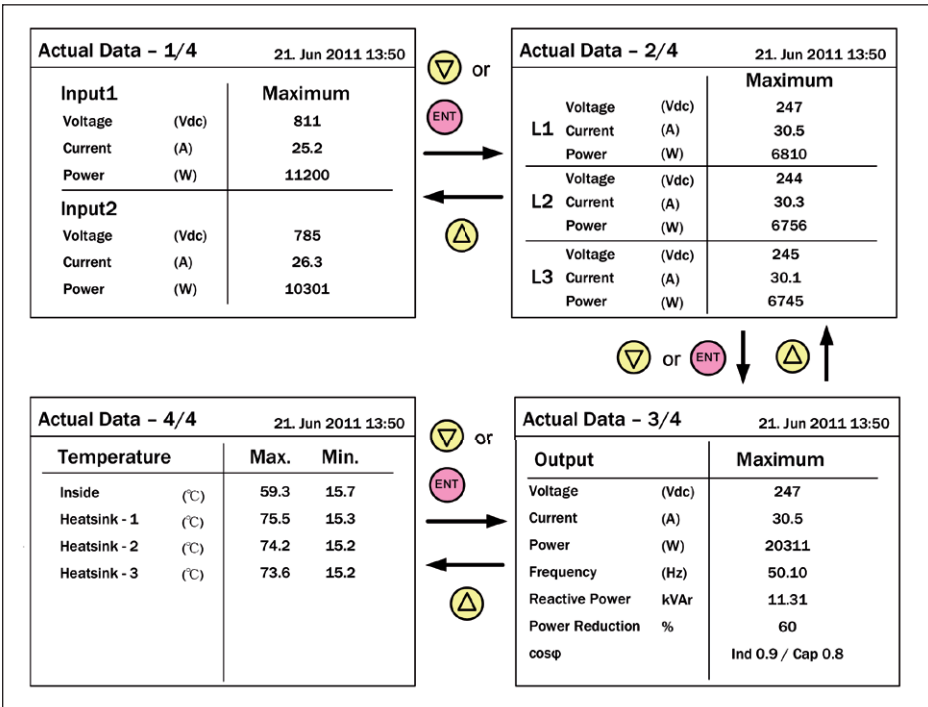 Actual Data – 1/4 21. Jun 2011 13:50
Input1 Maximum
Voltage (Vdc) 811
Current (A) 25.2
Power (W) 11200
Input2
Voltage (Vdc) 785
Current (A) 26.3
Power (W) 10301
or
ENT
Actual Data – 2/4 21. Jun 2011 13:50
Maximum
Voltage (Vdc) 247
L1 Current (A) 30.5
Power (W) 6810
Voltage (Vdc) 244
L2 Current (A) 30.3
Power (W) 6756
Voltage (Vdc) 245
L3 Current (A) 30.1
Power (W) 6745
or ENT
Actual Data – 4/4 21. Jun 2011 13:50
Temperature Max. Min.
Inside (℃) 59.3 15.7
Heatsink - 1 (℃) 75.5 15.3
Heatsink - 2 (℃) 74.2 15.2
Heatsink - 3 (℃) 73.6 15.2
or
ENT
Actual Data – 3/4 21. Jun 2011 13:50
Output Maximum
Voltage (Vdc) 247
Current (A) 30.5
Power (W) 20311
Frequency (Hz) 50.10
Reactive Power kVAr 11.31
Power Reduction % 60
cosφ Ind 0.9 / Cap 0.8